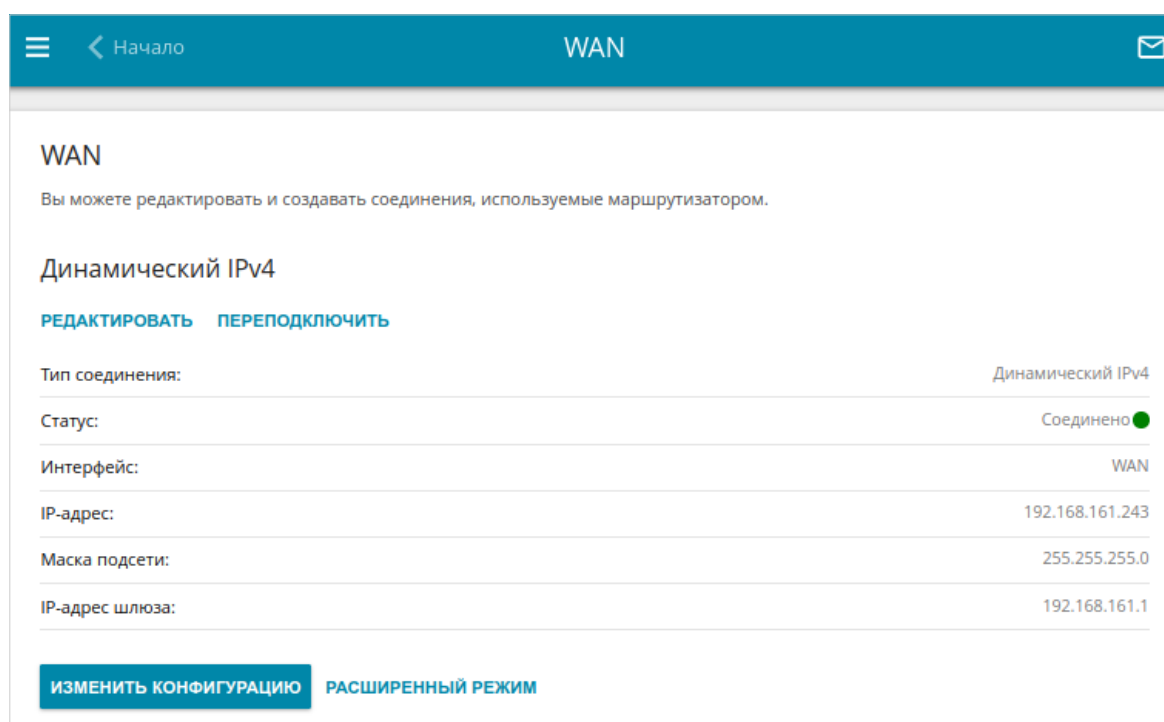 Начало WAN
WAN
Вы можете редактировать и создавать соединения, используемые маршрутизатором.
Динамический IPv4
РЕДАКТИРОВАТЬ ПЕРЕПОДКЛЮЧИТЬ
Тип соединения: Динамический IPv4
Статус: Соединено
Интерфейс: WAN
IP-адрес: 192.168.161.243
Маска подсети: 255.255.255.0
IP-адрес шлюза: 192.168.161.1
ИЗМЕНИТЬ КОНФИГУРАЦИЮ РАСШИРЕННЫЙ РЕЖИМ